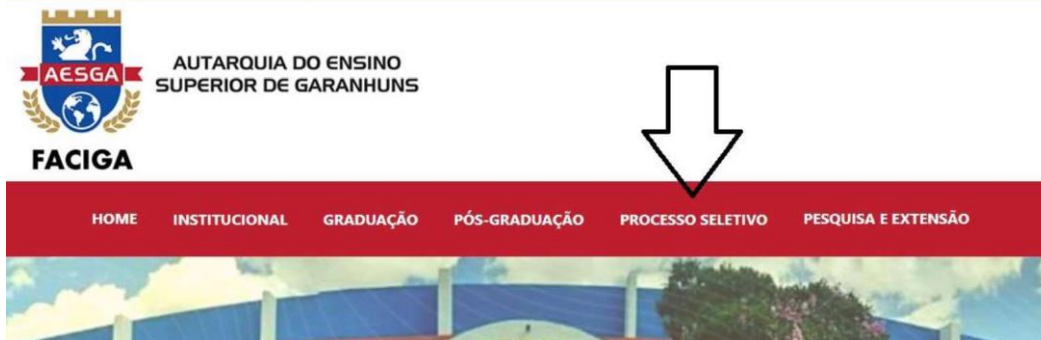 AESGA
AUTARQUIA DO ENSINO
SUPERIOR DE GARANHUNS
FACIGA
HOME INSTITUCIONAL GRADUAÇÃO PÓS-GRADUAÇÃO PROCESSO SELETIVO PESQUISA E EXTENSÃO